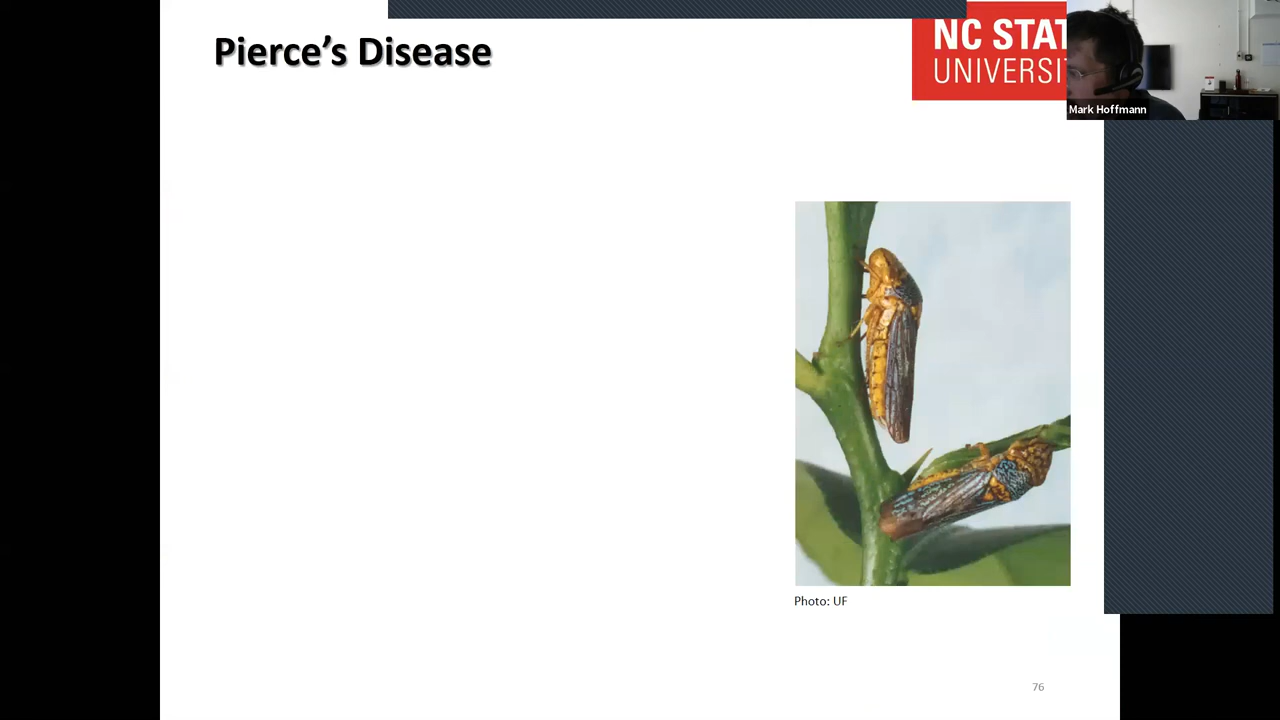 Pierce’s Disease
NC STAT
UNIVERSI
Mark Hoffmann
Photo: UF
76